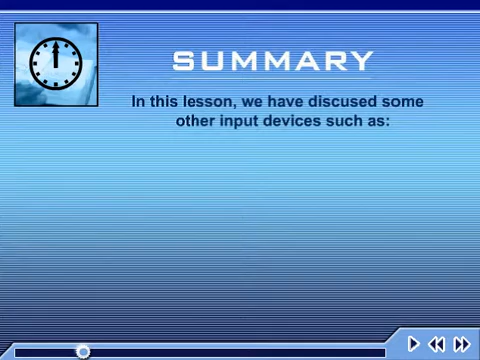 SUMMARY
In this lesson, we have discused some
other input devices such as: